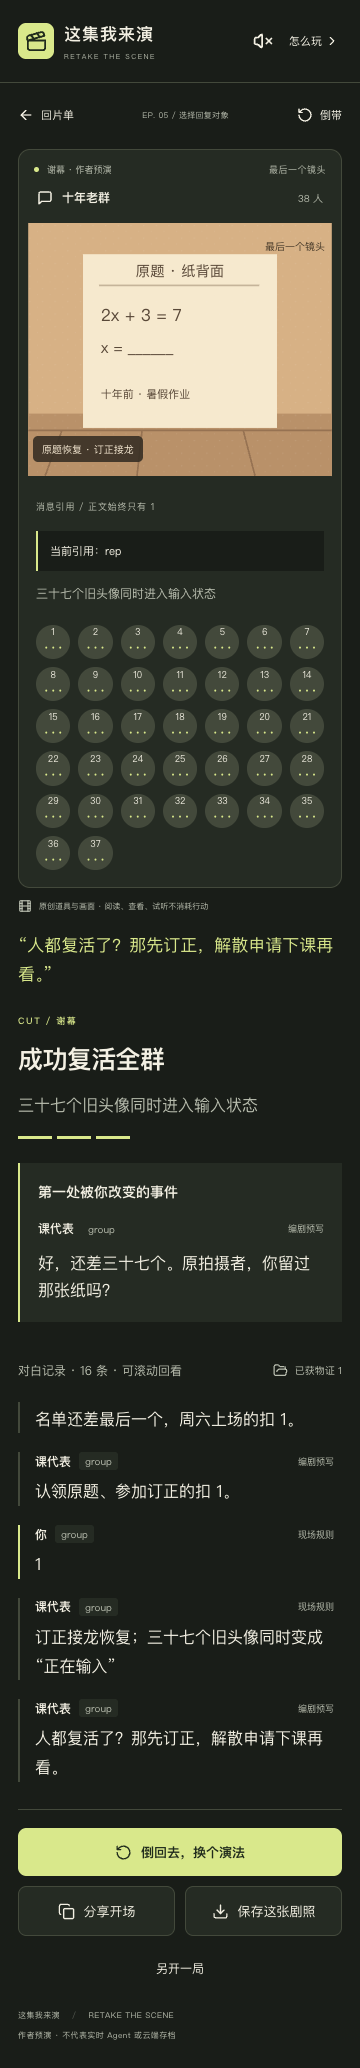 这集我来演
RETAKE THE SCENE
怎么玩
回片单
EP. 05 / 选择回复对象
倒带
谢幕 · 作者预演
最后一个镜头
十年老群
38 人
最后一个镜头
原题 · 纸背面
2x + 3 = 7
x = ______
十年前 · 暑假作业
原题恢复 · 订正接龙
消息引用 / 正文始终只有 1
当前引用：rep
三十七个旧头像同时进入输入状态
1 2 3 4 5 6 7
8 9 10 11 12 13 14
15 16 17 18 19 20 21
22 23 24 25 26 27 28
29 30 31 32 33 34 35
36 37
原创道具与画面 · 阅读、查看、试听不消耗行动
“人都复活了？那先订正，解散申请下课再
看。”
CUT / 谢幕
成功复活全群
三十七个旧头像同时进入输入状态
第一处被你改变的事件
课代表 group 编剧预写
好，还差三十七个。原拍摄者，你留过
那张纸吗？
对白记录 · 16 条 · 可滚动回看
已获物证 1
名单还差最后一个，周六上场的扣 1。
课代表 group 编剧预写
认领原题、参加订正的扣 1。
你 group 现场规则
1
课代表 group 现场规则
订正接龙恢复；三十七个旧头像同时变成
“正在输入”
课代表 group 编剧预写
人都复活了？那先订正，解散申请下课再
看。
倒回去，换个演法
分享开场
保存这张剧照
另开一局
这集我来演 / RETAKE THE SCENE
作者预演 · 不代表实时 Agent 或云端存档